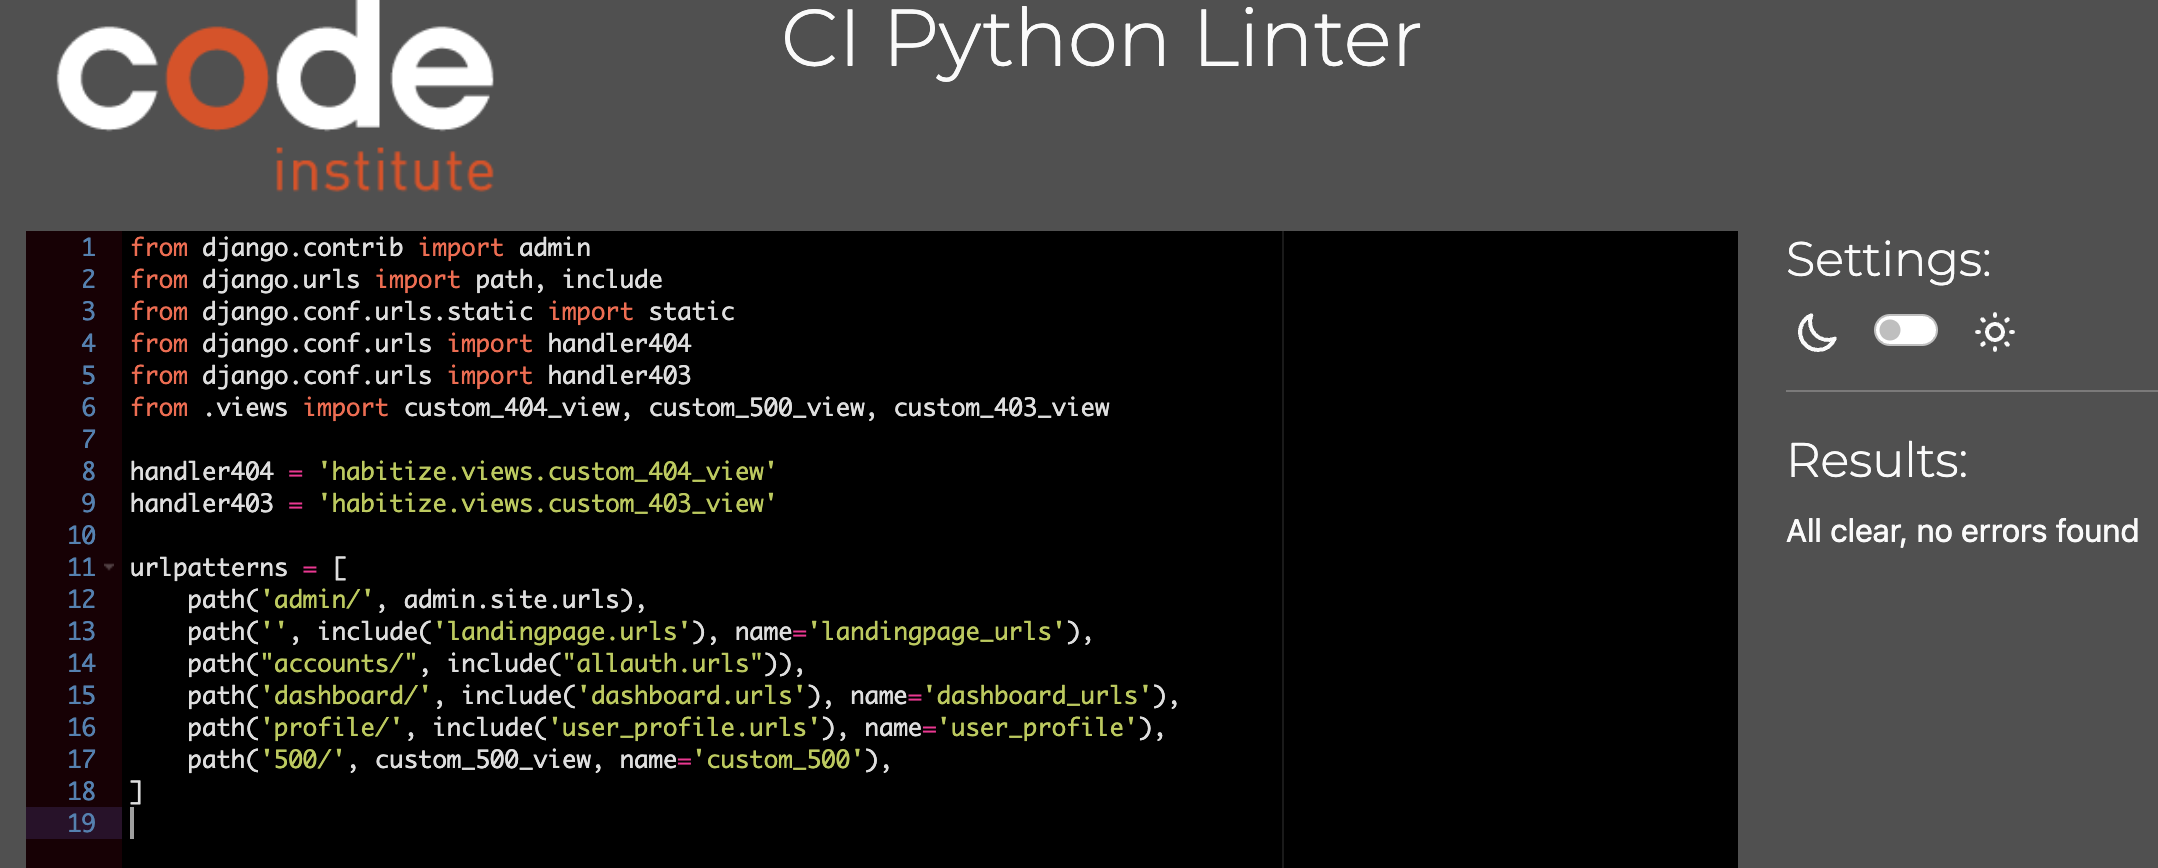 code
institute
CI Python Linter
1 from django.contrib import admin
2 from django.urls import path, include
3 from django.conf.urls.static import static
4 from django.conf.urls import handler404
5 from django.conf.urls import handler403
6 from .views import custom_404_view, custom_500_view, custom_403_view
7
8 handler404 = 'habitize.views.custom_404_view'
9 handler403 = 'habitize.views.custom_403_view'
10
11 urlpatterns = [
12     path('admin/', admin.site.urls),
13     path('', include('landingpage.urls'), name='landingpage_urls'),
14     path("accounts/", include("allauth.urls")),
15     path('dashboard/', include('dashboard.urls'), name='dashboard_urls'),
16     path('profile/', include('user_profile.urls'), name='user_profile'),
17     path('500/', custom_500_view, name='custom_500'),
18 ]
19
Settings:
Results:
All clear, no errors found